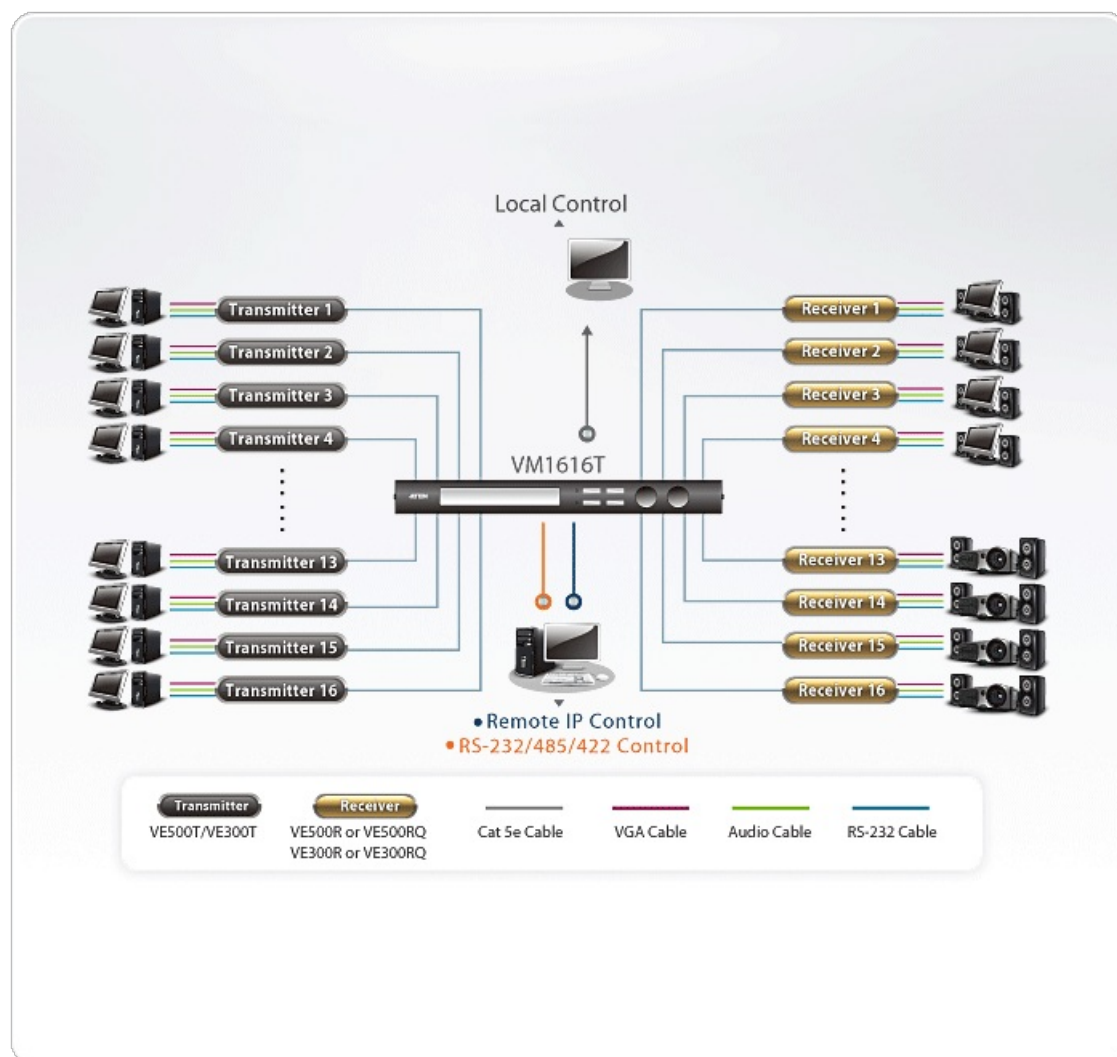 Local Control
Transmitter 1
Transmitter 2
Transmitter 3
Transmitter 4
Receiver 1
Receiver 2
Receiver 3
Receiver 4
VM1616T
ATEN
Transmitter 13
Transmitter 14
Transmitter 15
Transmitter 16
Receiver 13
Receiver 14
Receiver 15
Receiver 16
• Remote IP Control
• RS-232/485/422 Control
Transmitter
VE500T/VE300T
Receiver
VE500R or VE500RQ
VE300R or VE300RQ
Cat 5e Cable
VGA Cable
Audio Cable
RS-232 Cable